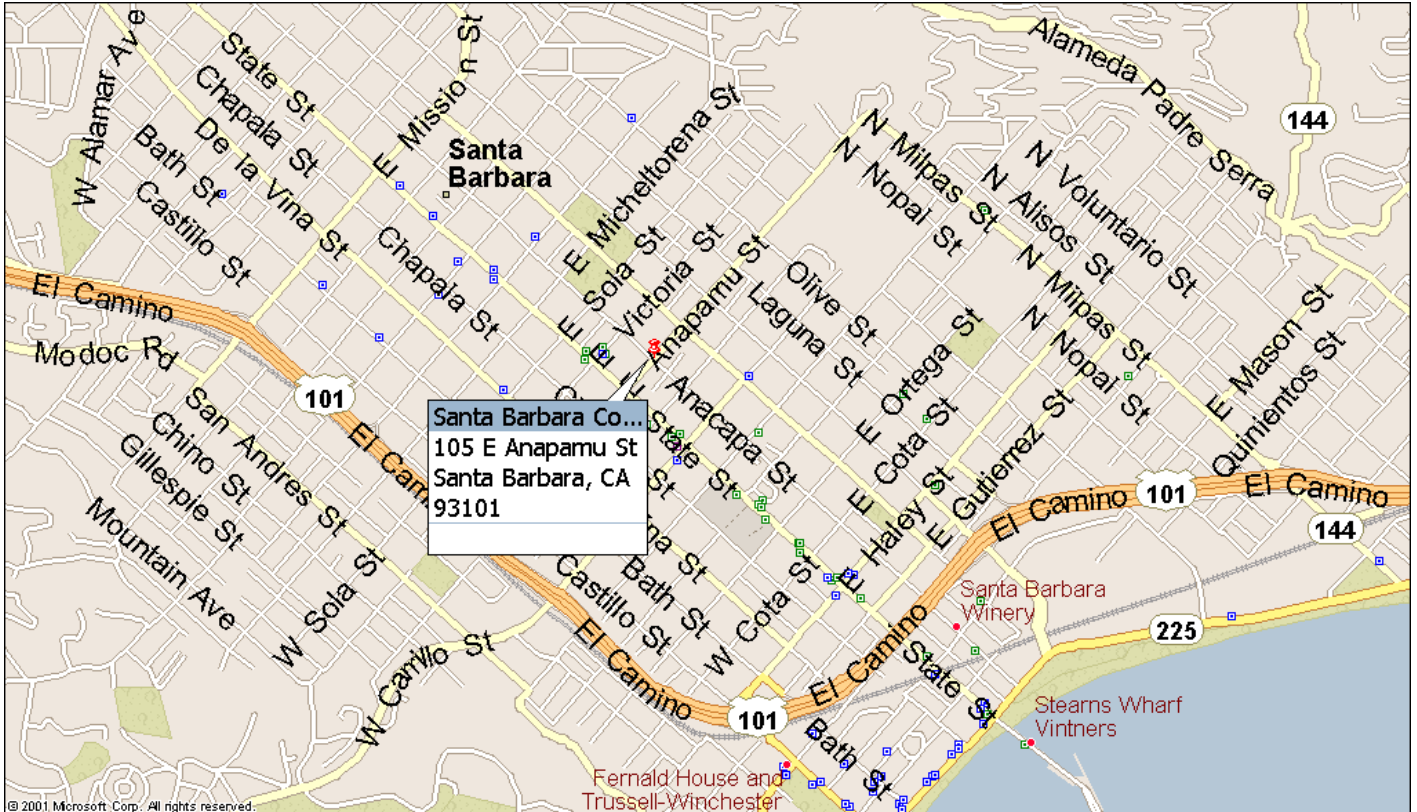 State St
Chapala St
De la Vina St
Bath St
Castillo St
W Alamar Ave
E Mission St
Santa
Barbara
E Micheltorena St
Alameda Padre Serra
144
N Milpas St
N Nopal St
N Voluntario St
N Alisos St
N Milpas St
N Nopal St
E Sola St
E Victoria St
E Anapamu St
Olive St
Laguna St
Chapala St
El Camino
Modoc Rd
101
San Andres St
Chino St
Gillespie St
Mountain Ave
W Sola St
W Carrillo St
El Camino
Santa Barbara Co...
105 E Anapamu St
Santa Barbara, CA
93101
Anacapa St
State St
E Ortega St
E Cota St
E Haley St
E Gutierrez St
E Mason St
Quinientos St
El Camino
101
El Camino
144
Bath St
Castillo St
W Cota St
El Camino
101
El Camino
State St
Bath St
Santa Barbara
Winery
225
Stearns Wharf
Vintners
Fernald House and
Trussell-Winchester
© 2001 Microsoft Corp. All rights reserved.